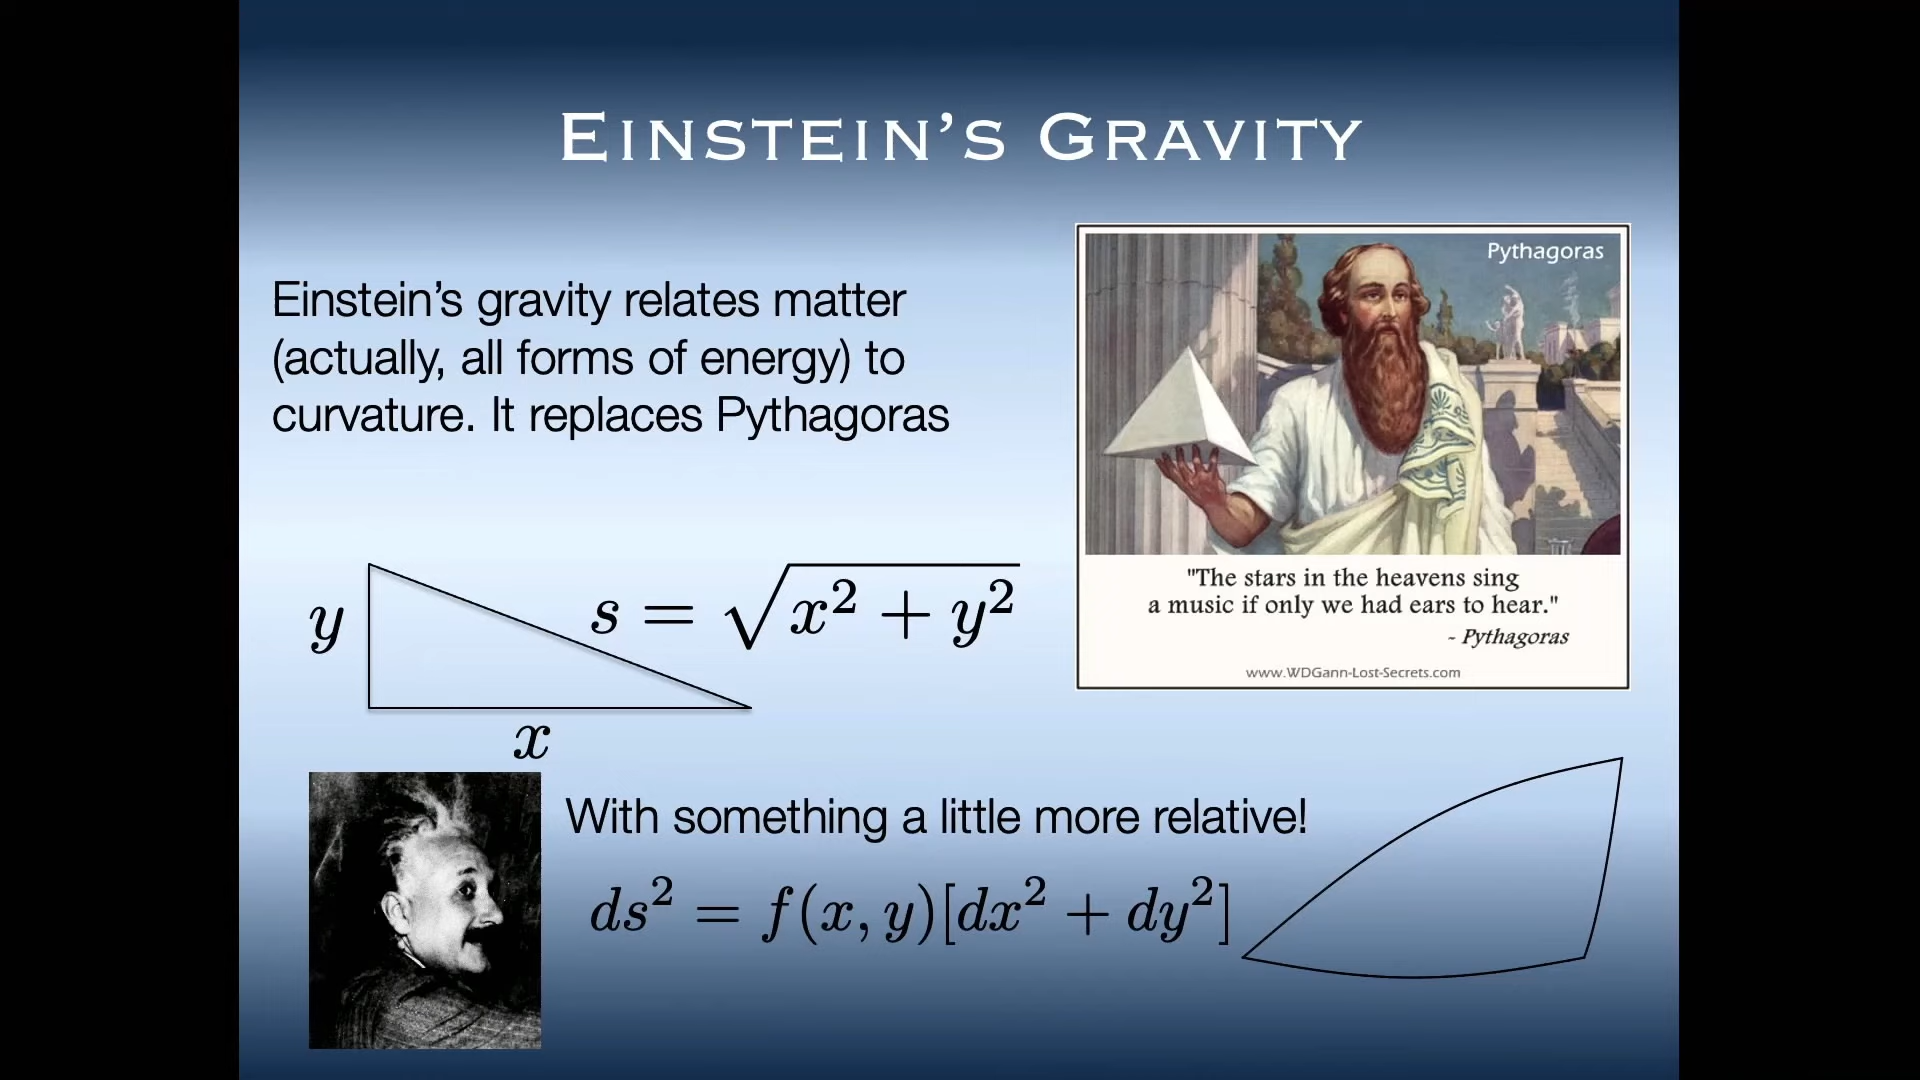 EINSTEIN'S GRAVITY
Einstein's gravity relates matter
(actually, all forms of energy) to
curvature. It replaces Pythagoras
Pythagoras
"The stars in the heavens sing
a music if only we had ears to hear."
~ Pythagoras
www.WDGann-Lost-Secrets.com
y
s = √x² + y²
x
With something a little more relative!
ds² = f(x, y)[dx² + dy²]